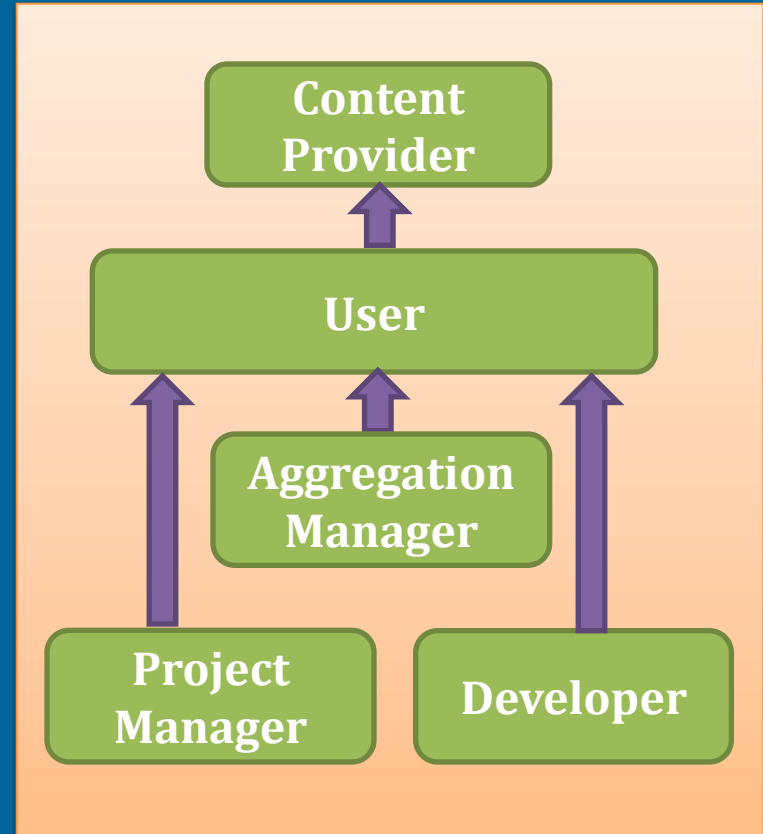 Content
Provider
User
Aggregation
Manager
Project
Manager
Developer